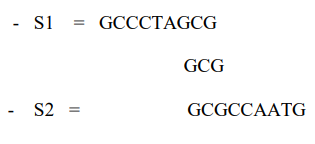 - S1 = GCCCTAGCG
GCG
- S2 = GCGCCAATG